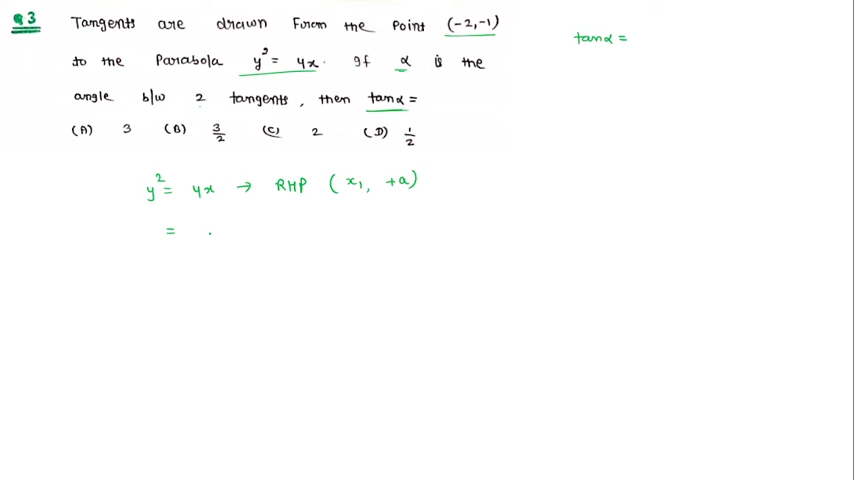 Q3 Tangents are drawn Form the Point (-2,-1)
to the Parabola y² = 4x. If α is the
angle b/w 2 tangents, then tanα =
(A) 3 (B) 3/2 (C) 2 (D) 1/2
tanα =
y² = 4x → RHP (x₁, +a)
= .